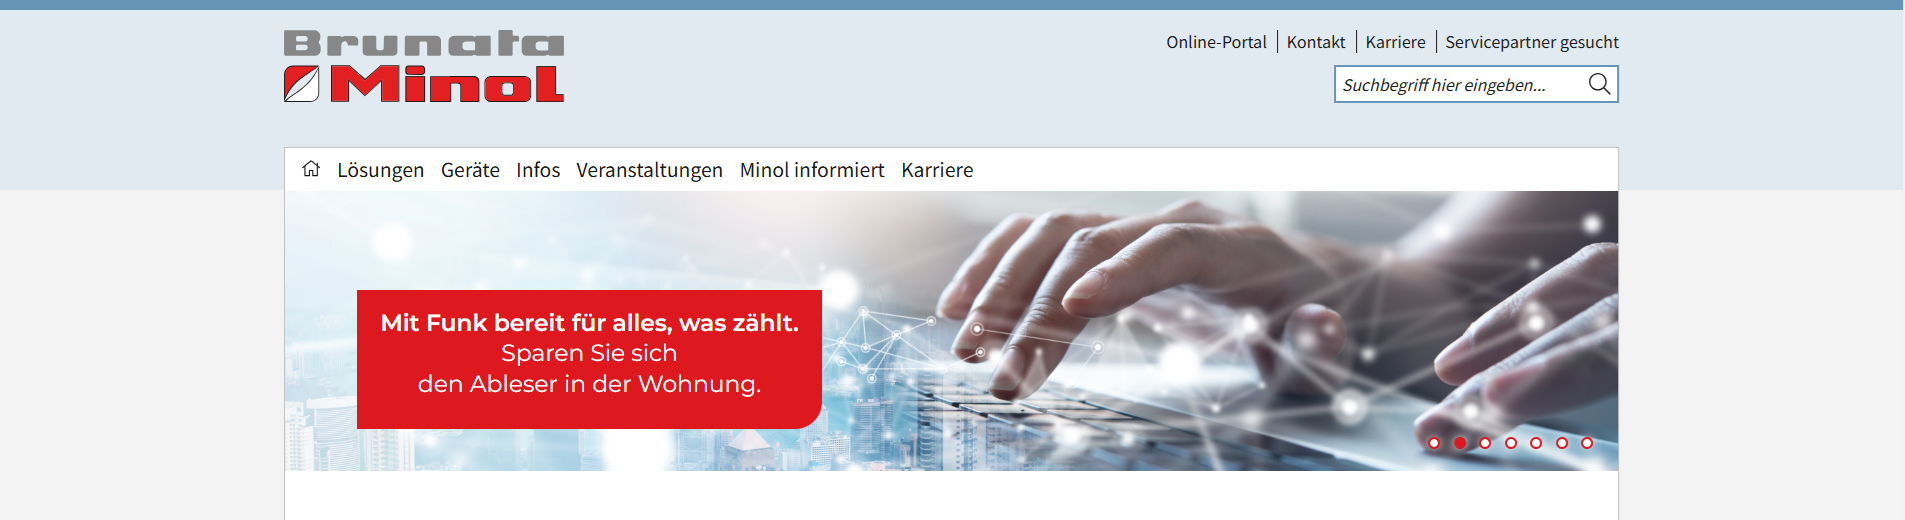 Brunata
Minol
Online-Portal
Kontakt
Karriere
Servicepartner gesucht
Suchbegriff hier eingeben...
Lösungen
Geräte
Infos
Veranstaltungen
Minol informiert
Karriere
Mit Funk bereit für alles, was zählt.
Sparen Sie sich
den Ableser in der Wohnung.